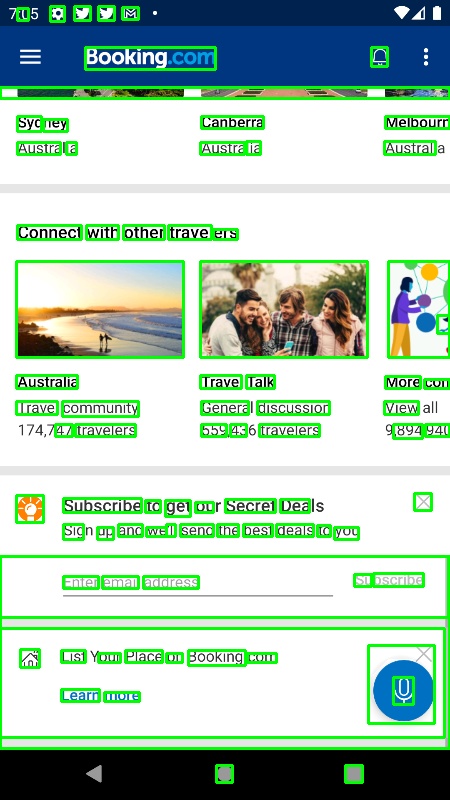 7:05
Booking.com
Sydney Canberra Melbourn
Australia Australia Australia
Connect with other travelers
Australia Travel Talk More con
Travel community General discussion View all
174,747 travelers 559,436 travelers 9,894,940
Subscribe to get our Secret Deals
Sign up and we'll send the best deals to you
Enter email address Subscribe
List Your Place on Booking.com
Learn more